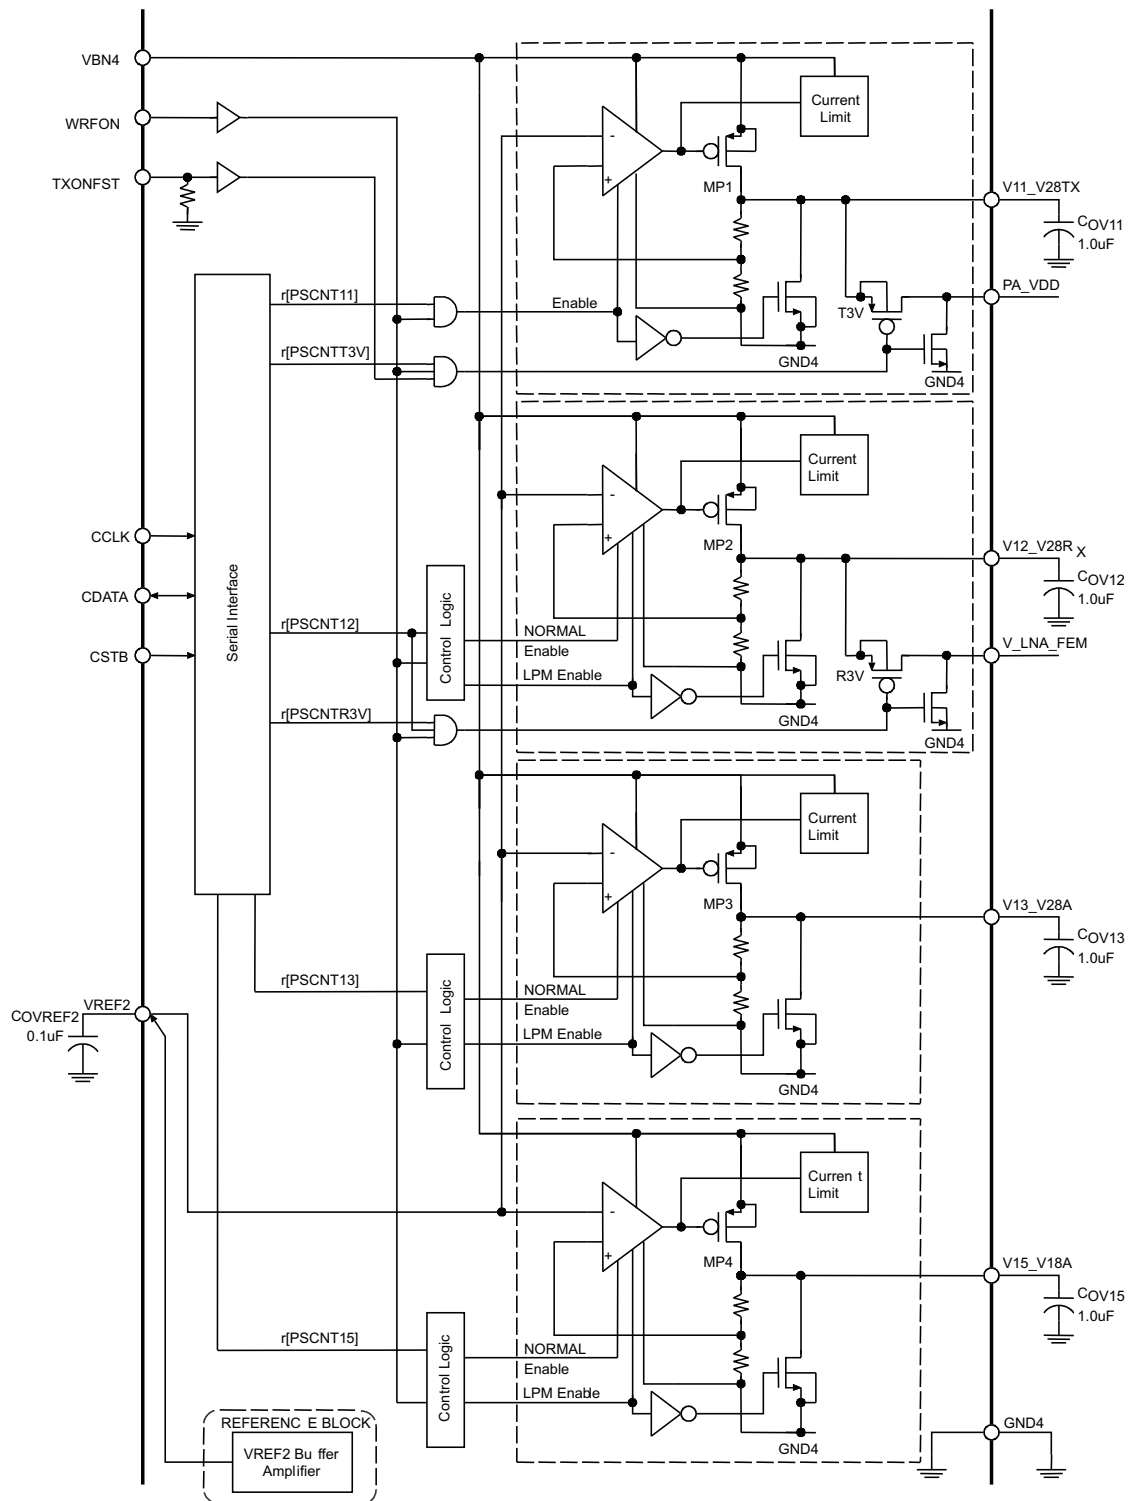 VBN4
WRFON
TXONFST
Current
Limit
-
+
MP1
V11_V28TX
COV11
1.0uF
r[PSCNT11]
Enable
T3V
PA_VDD
r[PSCNTT3V]
GND4
GND4
Current
Limit
-
+
MP2
V12_V28R X
COV12
1.0uF
CCLK
CDATA
CSTB
Serial Interface
r[PSCNT12]
Control Logic
NORMAL
Enable
LPM Enable
R3V
V_LNA_FEM
r[PSCNTR3V]
GND4
GND4
Current
Limit
-
+
MP3
V13_V28A
COV13
1.0uF
r[PSCNT13]
Control Logic
NORMAL
Enable
LPM Enable
GND4
VREF2
COVREF2
0.1uF
Curren t
Limit
-
+
MP4
V15_V18A
COV15
1.0uF
r[PSCNT15]
Control Logic
NORMAL
Enable
LPM Enable
GND4
GND4
REFERENC E BLOCK
VREF2 Bu ffer
Amplifier